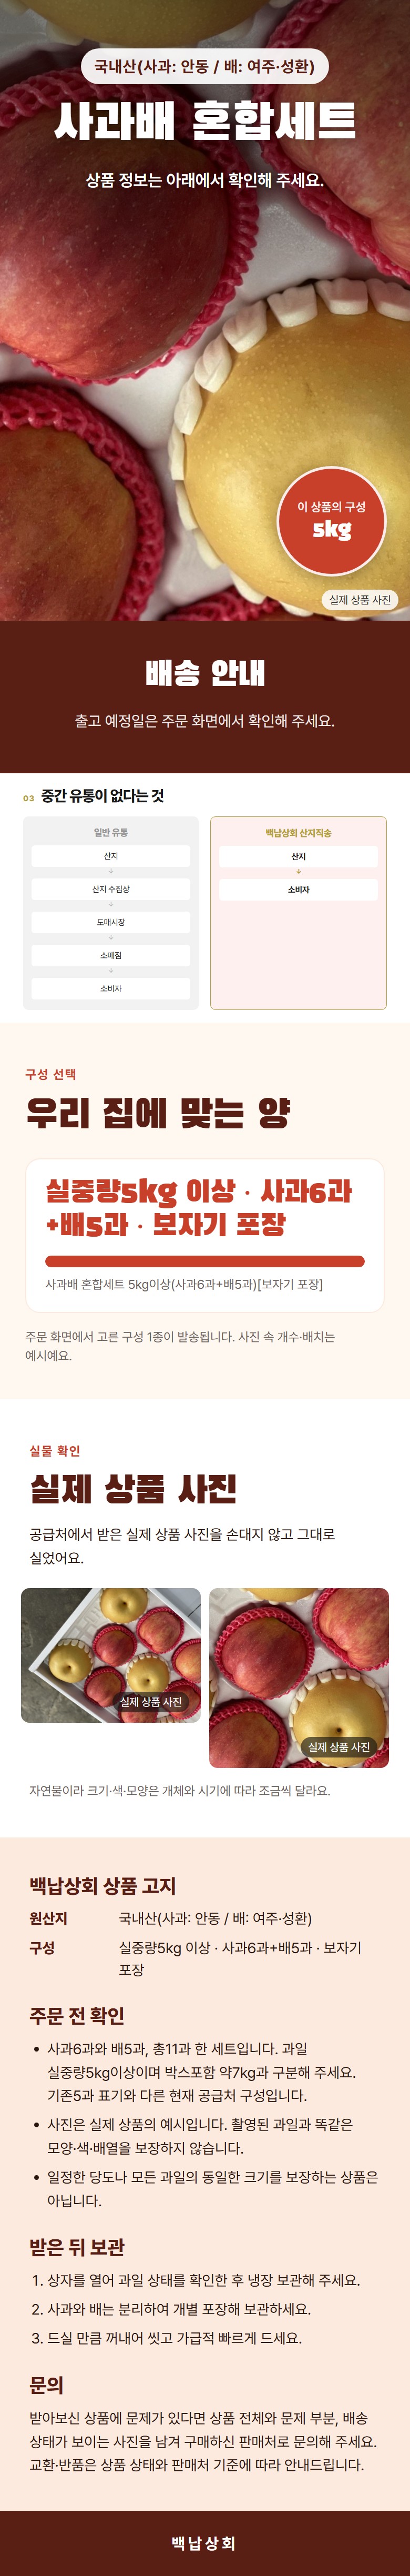 국내산(사과: 안동 / 배: 여주·성환)
사과배 혼합세트
상품 정보는 아래에서 확인해 주세요.
이 상품의 구성
5kg
실제 상품 사진
배송 안내
출고 예정일은 주문 화면에서 확인해 주세요.
03 중간 유통이 없다는 것
일반 유통
산지
↓
산지 수집상
↓
도매시장
↓
소매점
↓
소비자
백납상회 산지직송
산지
↓
소비자
구성 선택
우리 집에 맞는 양
실중량5kg 이상 · 사과6과
+배5과 · 보자기 포장
사과배 혼합세트 5kg이상(사과6과+배5과)[보자기 포장]
주문 화면에서 고른 구성 1종이 발송됩니다. 사진 속 개수·배치는
예시예요.
실물 확인
실제 상품 사진
공급처에서 받은 실제 상품 사진을 손대지 않고 그대로
실었어요.
실제 상품 사진
실제 상품 사진
자연물이라 크기·색·모양은 개체와 시기에 따라 조금씩 달라요.
백납상회 상품 고지
원산지 국내산(사과: 안동 / 배: 여주·성환)
구성 실중량5kg 이상 · 사과6과+배5과 · 보자기
포장
주문 전 확인
• 사과6과와 배5과, 총11과 한 세트입니다. 과일
실중량5kg이상이며 박스포함 약7kg과 구분해 주세요.
기존5과 표기와 다른 현재 공급처 구성입니다.
• 사진은 실제 상품의 예시입니다. 촬영된 과일과 똑같은
모양·색·배열을 보장하지 않습니다.
• 일정한 당도나 모든 과일의 동일한 크기를 보장하는 상품은
아닙니다.
받은 뒤 보관
1. 상자를 열어 과일 상태를 확인한 후 냉장 보관해 주세요.
2. 사과와 배는 분리하여 개별 포장해 보관하세요.
3. 드실 만큼 꺼내어 씻고 가급적 빠르게 드세요.
문의
받아보신 상품에 문제가 있다면 상품 전체와 문제 부분, 배송
상태가 보이는 사진을 남겨 구매하신 판매처로 문의해 주세요.
교환·반품은 상품 상태와 판매처 기준에 따라 안내드립니다.
백납상회